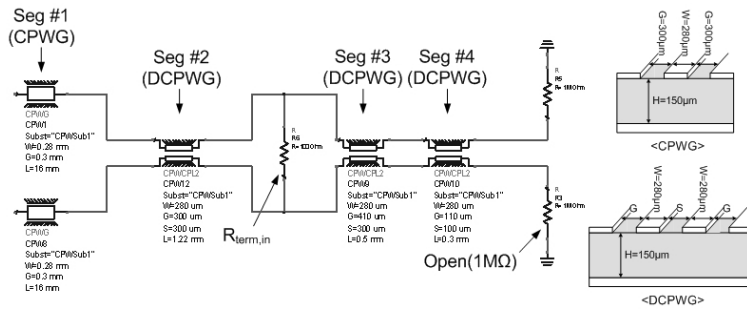 Seg #1
(CPWG)
Seg #2
(DCPWG)
Seg #3
(DCPWG)
Seg #4
(DCPWG)
CPWG
CPW1
Subst="CPWSub1"
W=0.28 mm
G=0.3 mm
L=16 mm
CPWG
CPW8
Subst="CPWSub1"
W=0.28 mm
G=0.3 mm
L=16 mm
CPWCPL2
CPW12
Subst="CPWSub1"
W=280 um
G=300 um
S=300 um
L=1.22 mm
R
R6
Rterm,in
CPWCPL2
CPW9
Subst="CPWSub1"
W=280 um
G=410 um
S=300 um
L=0.5 mm
CPWCPL2
CPW10
Subst="CPWSub1"
W=280 um
G=110 um
S=100 um
L=0.3 mm
R
R5
R
R3
Open(1MΩ)
G=300μm
W=280μm
G=300μm
H=150μm
<CPWG>
W=280μm
W=280μm
G
S
G
H=150μm
<DCPWG>